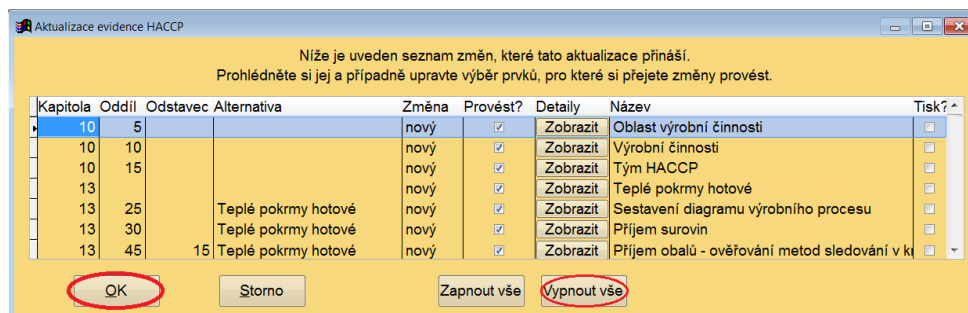 Aktualizace evidence HACCP
Níže je uveden seznam změn, které tato aktualizace přináší.
Prohlédněte si jej a případně upravte výběr prvků, pro které si přejete změny provést.
Kapitola Oddíl Odstavec Alternativa Změna Provést? Detaily Název Tisk?
10 5 nový Zobrazit Oblast výrobní činnosti
10 10 nový Zobrazit Výrobní činnosti
10 15 nový Zobrazit Tým HACCP
13 nový Zobrazit Teplé pokrmy hotové
13 25 Teplé pokrmy hotové nový Zobrazit Sestavení diagramu výrobního procesu
13 30 Teplé pokrmy hotové nový Zobrazit Příjem surovin
13 45 15 Teplé pokrmy hotové nový Zobrazit Příjem obalů - ověřování metod sledování v
OK Storno Zapnout vše Vypnout vše